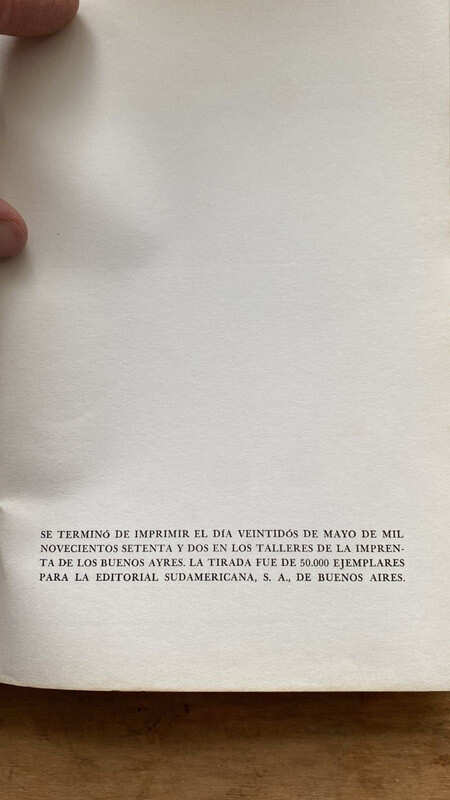 SE TERMINÓ DE IMPRIMIR EL DÍA VEINTIDÓS DE MAYO DE MIL
NOVECIENTOS SETENTA Y DOS EN LOS TALLERES DE LA IMPREN-
TA DE LOS BUENOS AYRES. LA TIRADA FUE DE 50.000 EJEMPLARES
PARA LA EDITORIAL SUDAMERICANA, S. A., DE BUENOS AIRES.